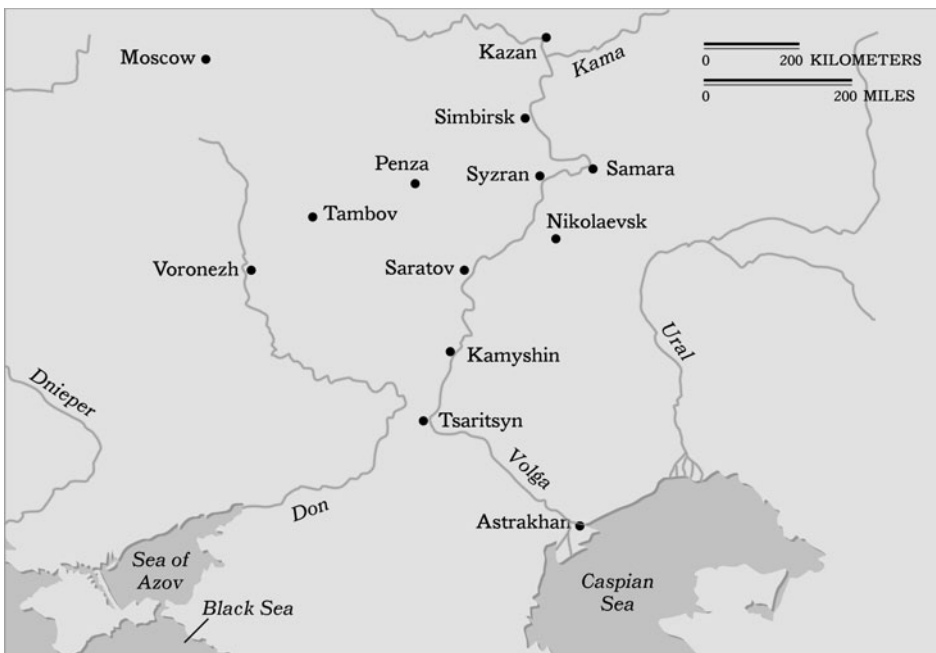 Moscow
Kazan
Kama
0 200 KILOMETERS
0 200 MILES
Simbirsk
Penza
Syzran
Samara
Tambov
Nikolaevsk
Voronezh
Saratov
Ural
Kamyshin
Dnieper
Tsaritsyn
Volga
Don
Astrakhan
Sea of
Azov
Caspian
Sea
Black Sea